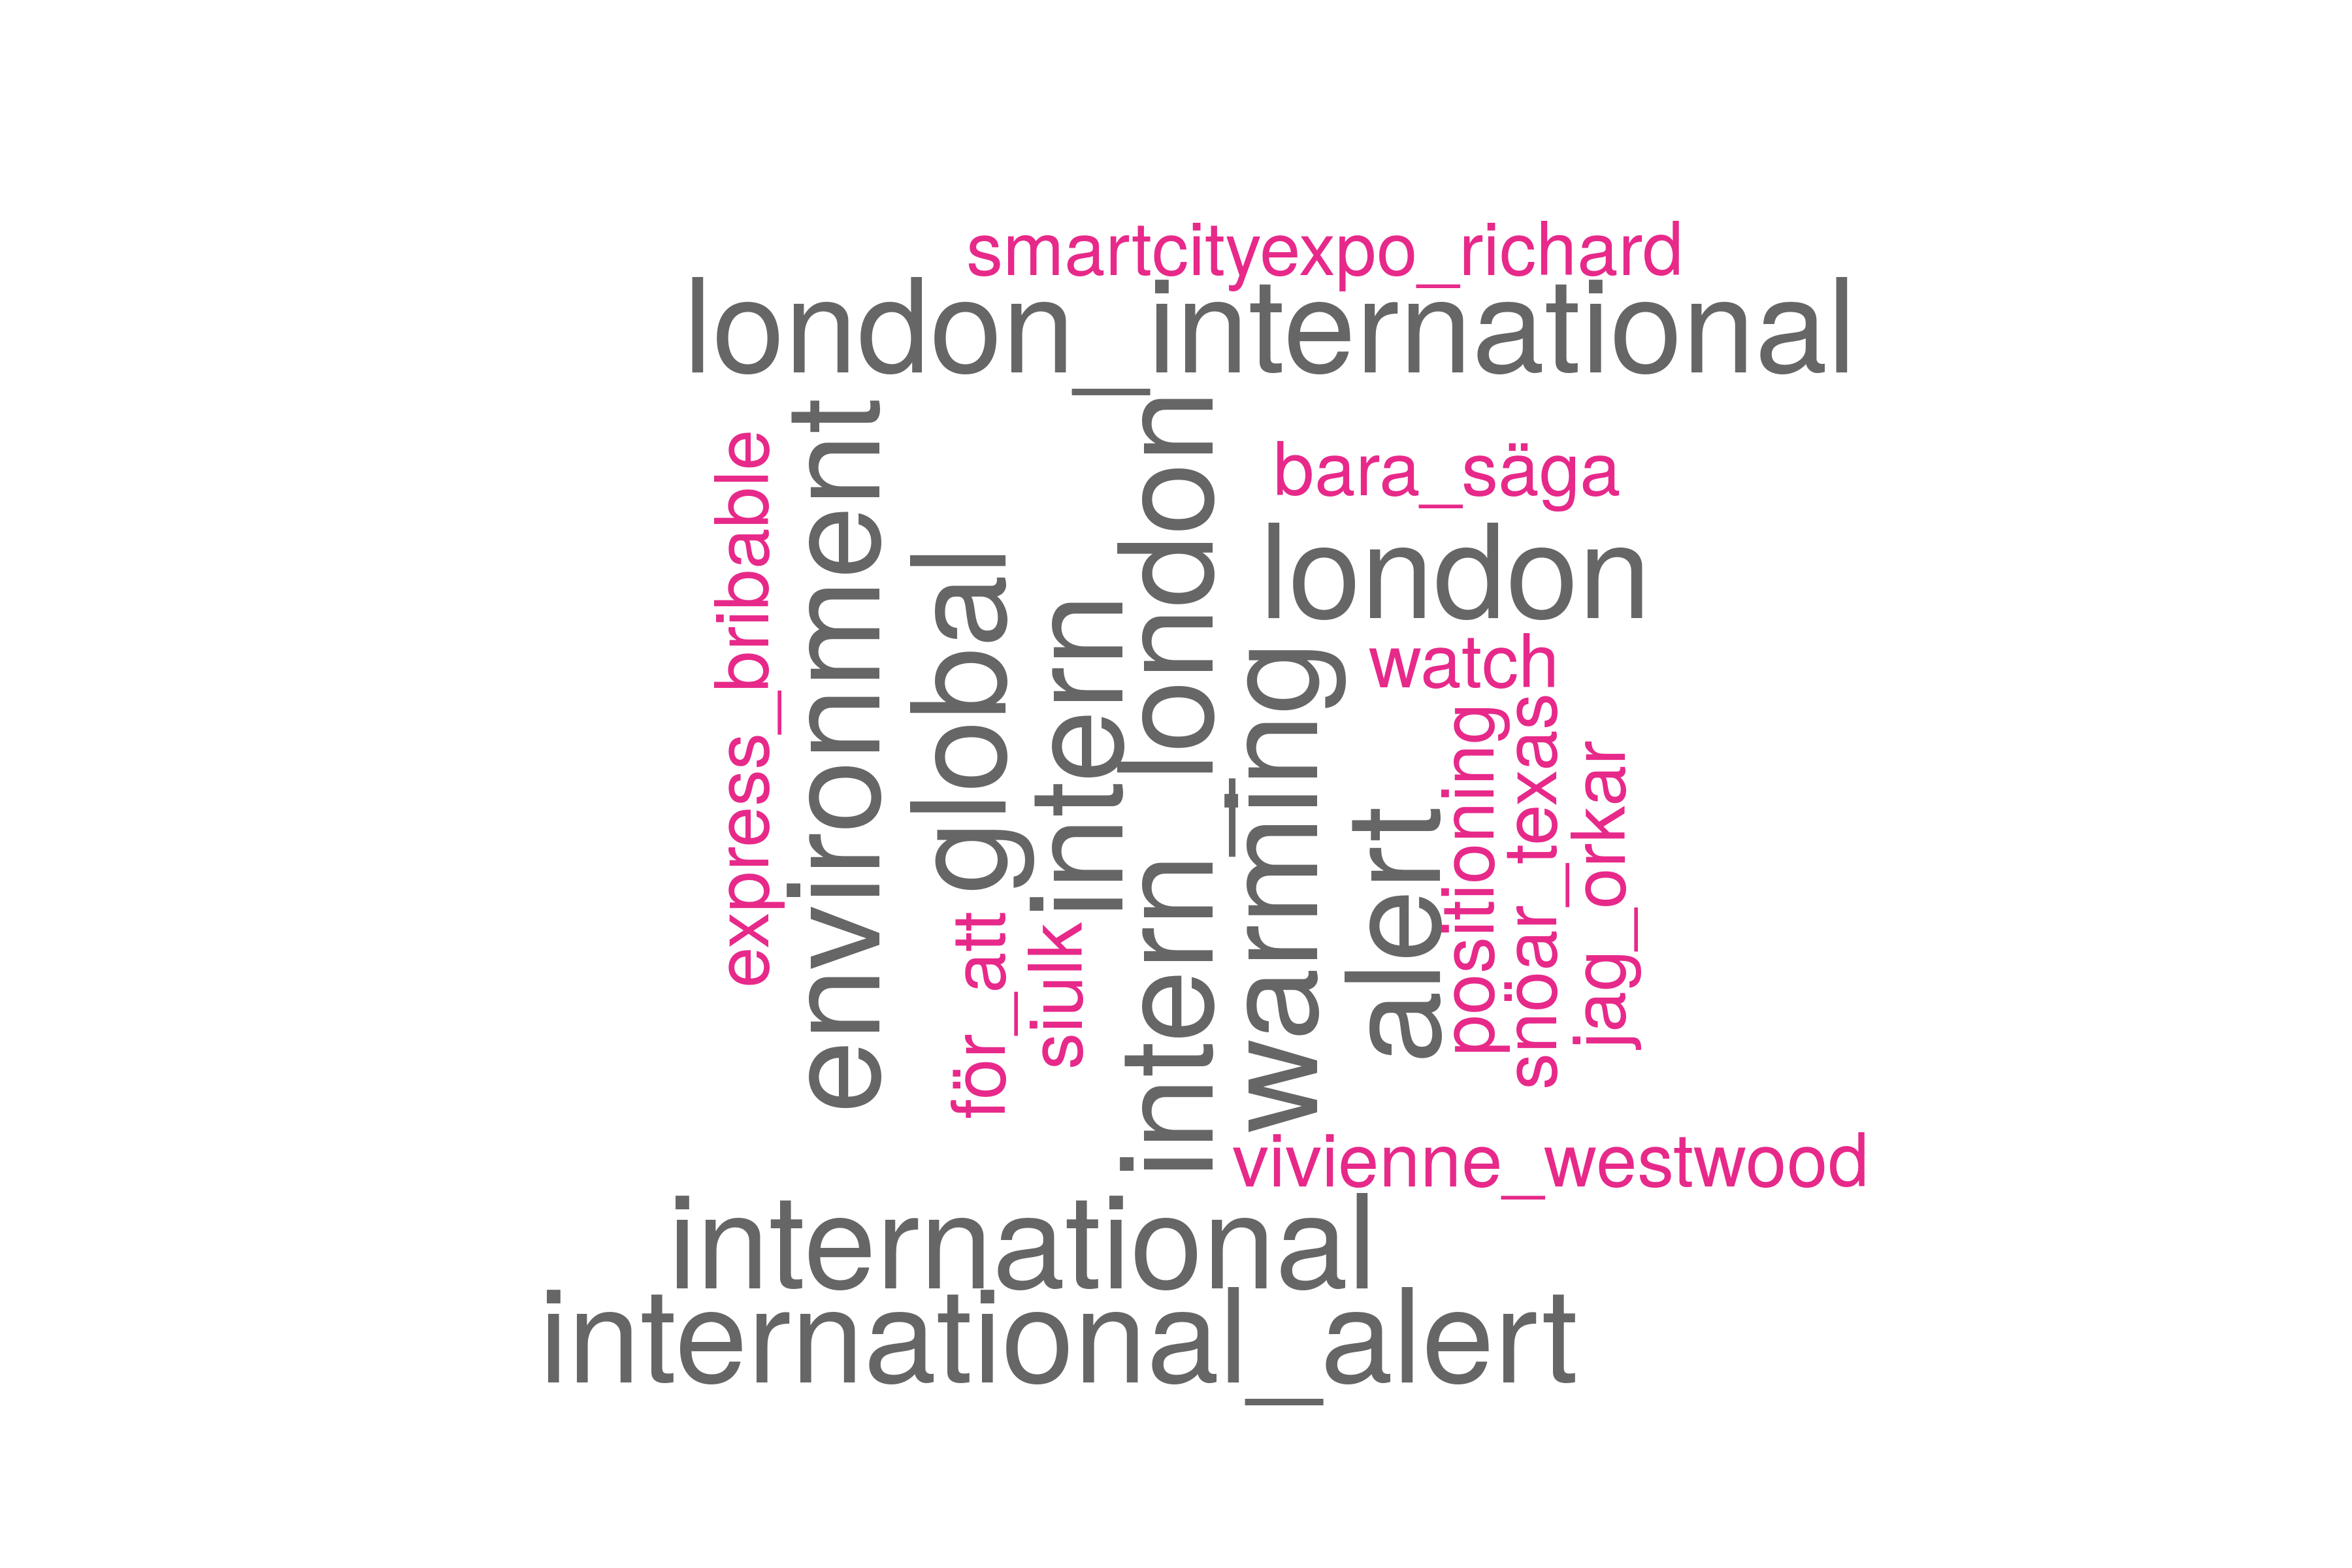 smartcityexpo_richard
london_international
express_bribable
environment
global
för_att
intern
siulk
intern_london
warming
bara_säga
london
watch
alert
positioning
snöar_texas
jag_orkar
vivienne_westwood
international
international_alert